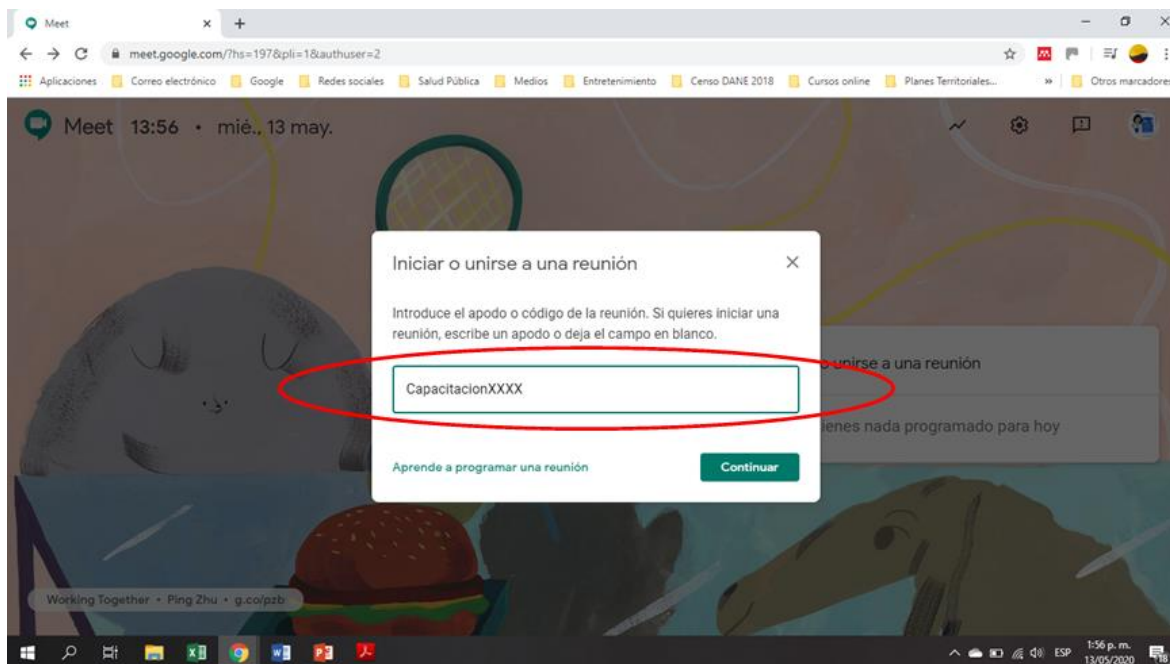 Meet
meet.google.com/?hs=197&pli=1&authuser=2
Aplicaciones Correo electrónico Google Redes sociales Salud Pública Medios Entretenimiento Censo DANE 2018 Cursos online Planes Territoriales... » Otros marcadores
Meet 13:56 • mié., 13 may.
Iniciar o unirse a una reunión
Introduce el apodo o código de la reunión. Si quieres iniciar una
reunión, escribe un apodo o deja el campo en blanco.
o unirse a una reunión
CapacitacionXXXX
ienes nada programado para hoy
Aprende a programar una reunión
Continuar
Working Together • Ping Zhu • g.co/pzb
ESP
1:56 p. m.
13/05/2020